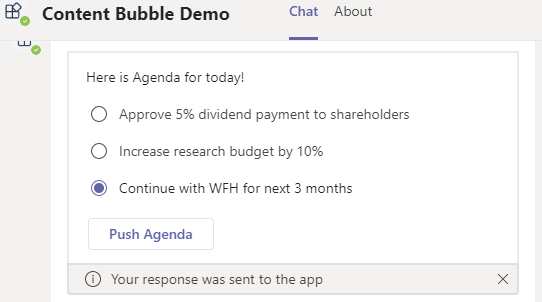 Content Bubble Demo
Chat
About
Here is Agenda for today!
Approve 5% dividend payment to shareholders
Increase research budget by 10%
Continue with WFH for next 3 months
Push Agenda
Your response was sent to the app